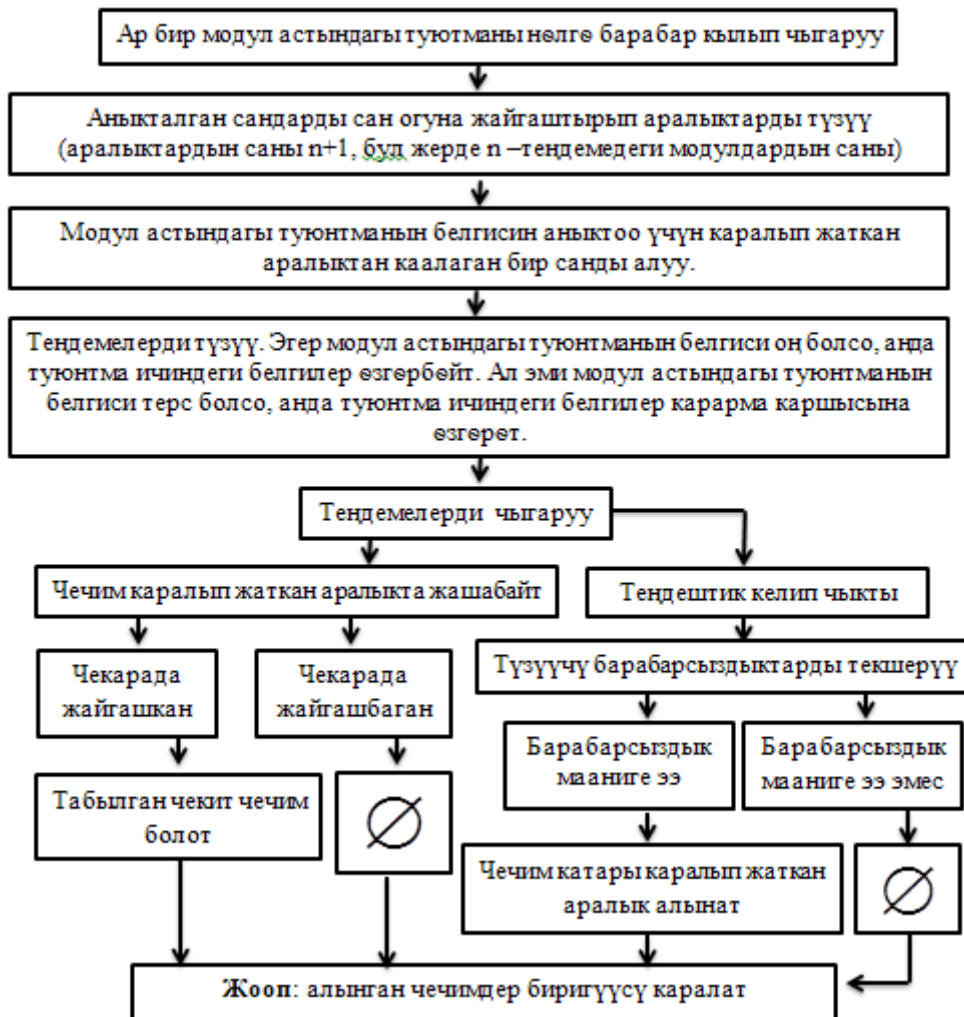 Ар бир модул астындагы туютманы нөлгө барабар кылып чыгаруу
Аныкталган сандарды сан огуна жайгаштырып аралыктарды түзүү
(аралыктардын саны n+1, бул жерде n –теңдемедеги модулдардын саны)
Модул астындагы туюнтманын белгисин аныктоо үчүн каралып жаткан
аралыктан каалаган бир санды алуу.
Теңдемелерди түзүү. Эгер модул астындагы туюнтманын белгиси оң болсо, анда
туюнтма ичиндеги белгилер өзгөрбөйт. Ал эми модул астындагы туюнтманын
белгиси терс болсо, анда туюнтма ичиндеги белгилер карарма каршысына
өзгөрөт.
Теңдемелерди чыгаруу
Чечим каралып жаткан аралыкта жашабайт
Теңдештик келип чыкты
Чекарада
жайгашкан
Чекарада
жайгашбаган
Түзүүчү барабарсыздыктарды текшерүү
Барабарсыздык
мааниге ээ
Барабарсыздык
мааниге ээ эмес
Табылган чекит чечим
болот
∅
Чечим катары каралып жаткан
аралык алынат
∅
Жооп: алынган чечимдер биригүүсү каралат